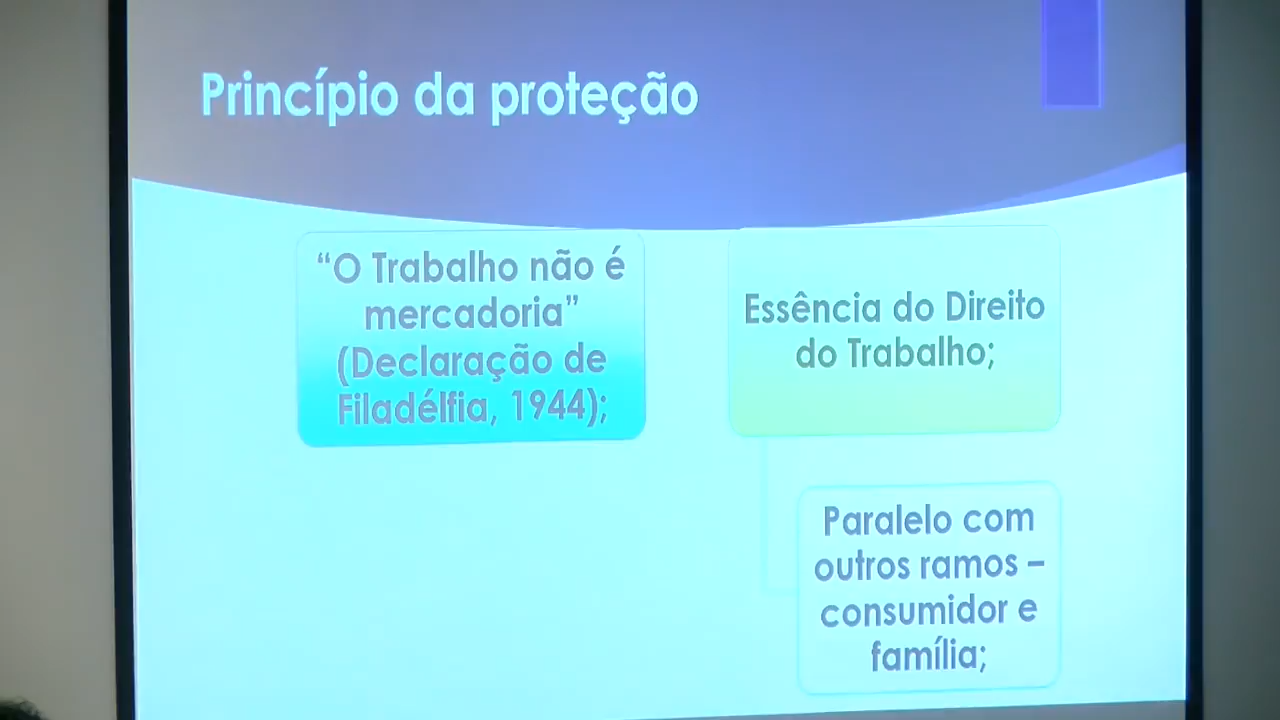 Princípio da proteção
“O Trabalho não é
mercadoria”
(Declaração de
Filadélfia, 1944);
Essência do Direito
do Trabalho;
Paralelo com
outros ramos –
consumidor e
família;